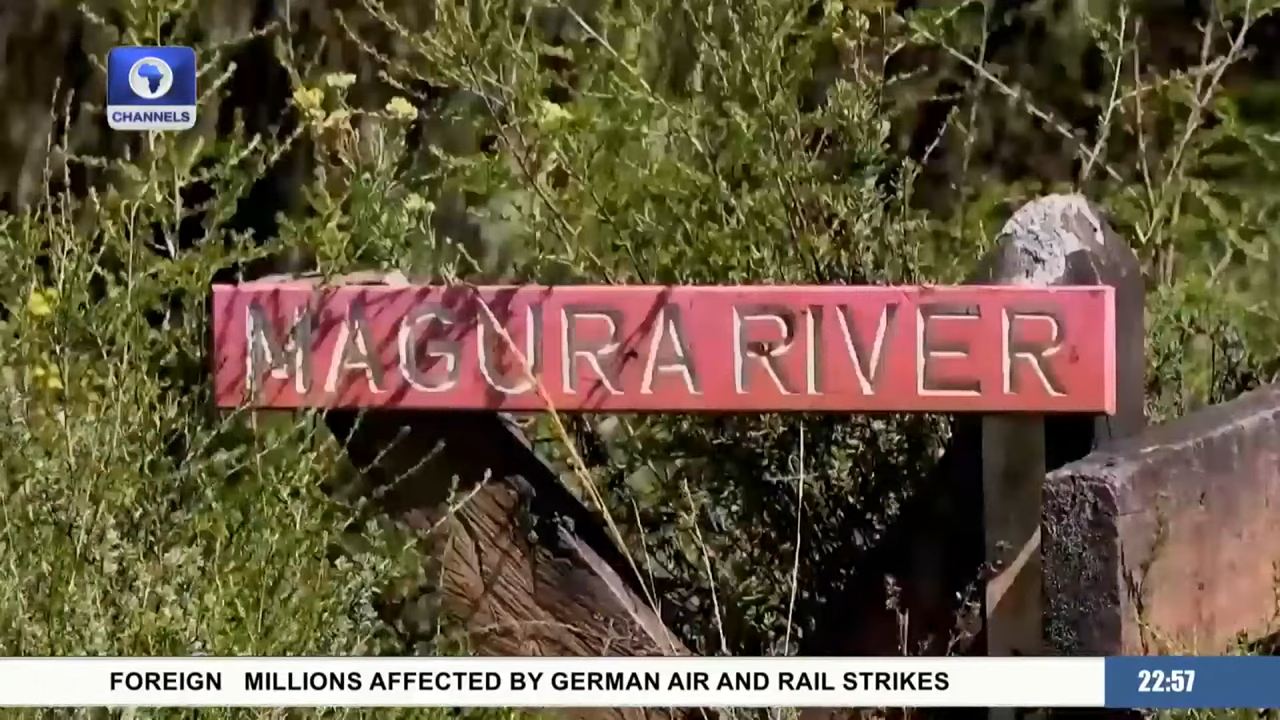 CHANNELS
MAGURA RIVER
FOREIGN MILLIONS AFFECTED BY GERMAN AIR AND RAIL STRIKES
22:57